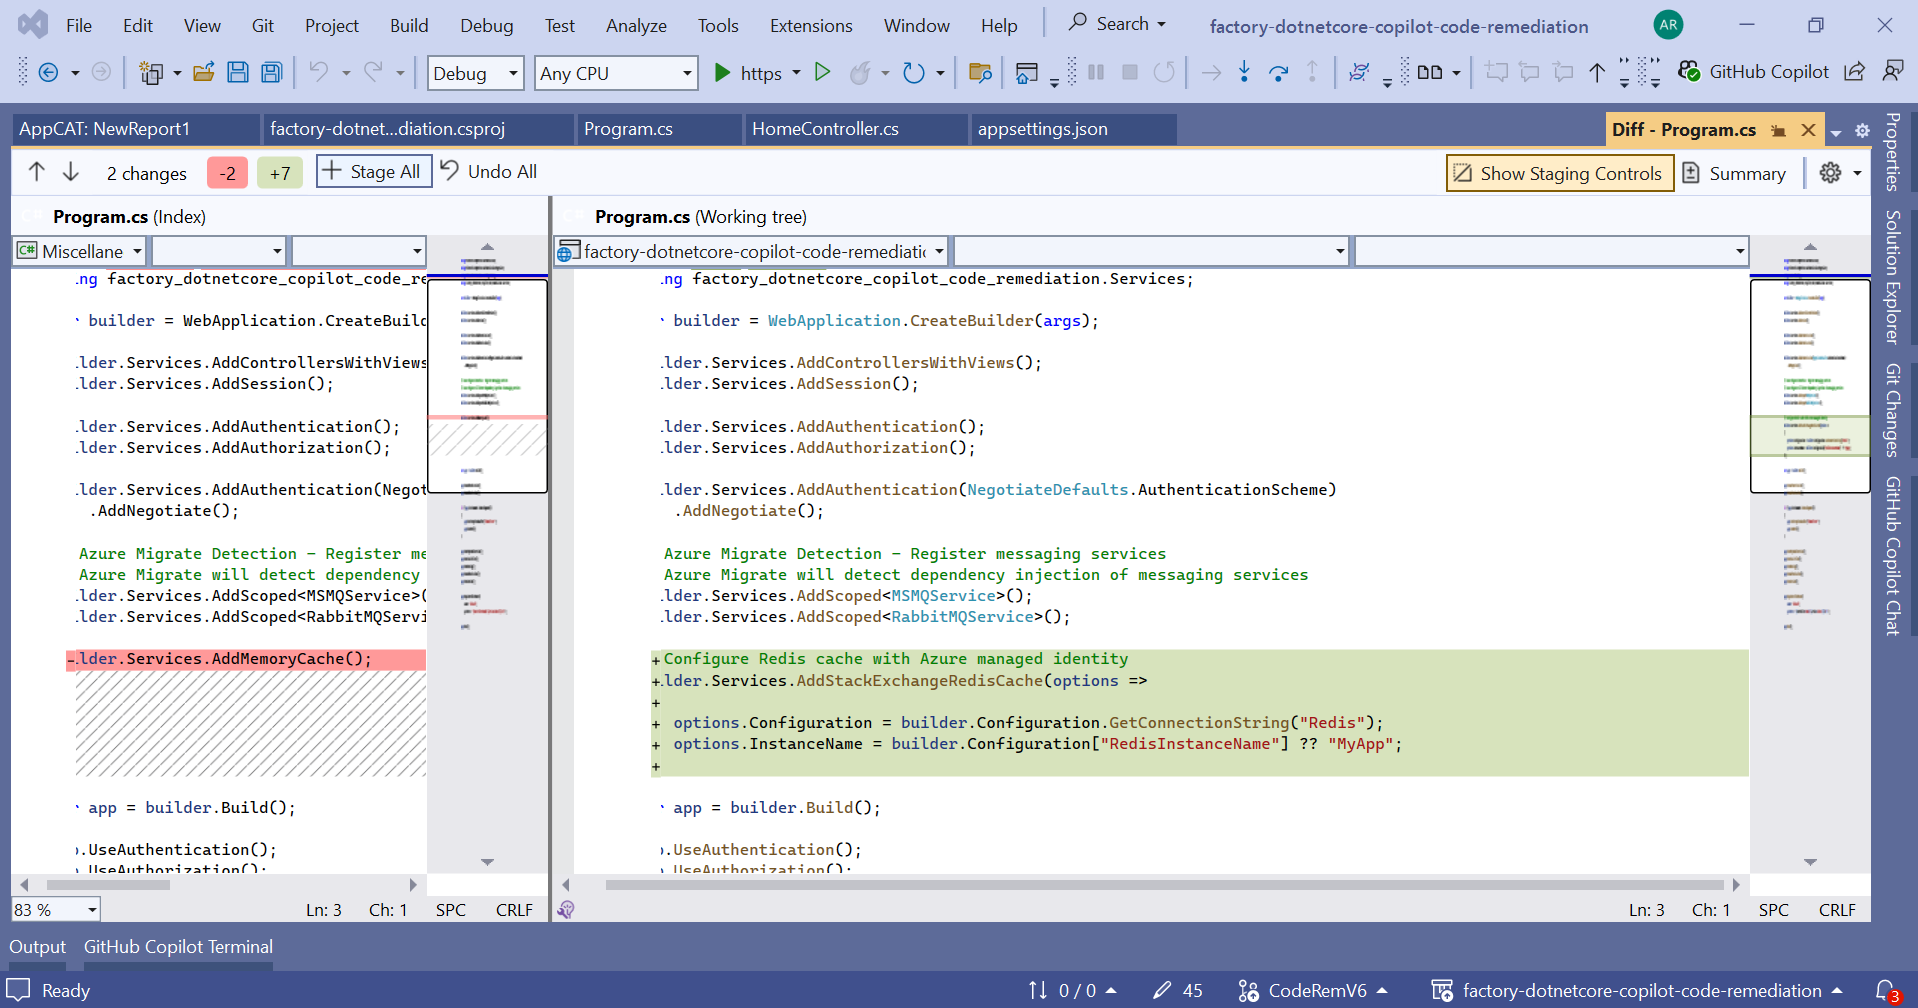 File Edit View Git Project Build Debug Test Analyze Tools Extensions Window Help Search factory-dotnetcore-copilot-code-remediation AR
Debug Any CPU https GitHub Copilot
AppCAT: NewReport1 factory-dotnet...diation.csproj Program.cs HomeController.cs appsettings.json Diff - Program.cs
2 changes -2 +7 Stage All Undo All Show Staging Controls Summary
Program.cs (Index)
C# Miscellane
.ng factory_dotnetcore_copilot_code_re
builder = WebApplication.CreateBuild
.lder.Services.AddControllersWithViews
.lder.Services.AddSession();
.lder.Services.AddAuthentication();
.lder.Services.AddAuthorization();
.lder.Services.AddAuthentication(Negot
.AddNegotiate();
Azure Migrate Detection - Register me
Azure Migrate will detect dependency
.lder.Services.AddScoped<MSMQService>(
.lder.Services.AddScoped<RabbitMQServi
-.lder.Services.AddMemoryCache();
app = builder.Build();
.UseAuthentication();
.UseAuthorization();
83 % Ln: 3 Ch: 1 SPC CRLF
Program.cs (Working tree)
factory-dotnetcore-copilot-code-remediatic
.ng factory_dotnetcore_copilot_code_remediation.Services;
builder = WebApplication.CreateBuilder(args);
.lder.Services.AddControllersWithViews();
.lder.Services.AddSession();
.lder.Services.AddAuthentication();
.lder.Services.AddAuthorization();
.lder.Services.AddAuthentication(NegotiateDefaults.AuthenticationScheme)
.AddNegotiate();
Azure Migrate Detection - Register messaging services
Azure Migrate will detect dependency injection of messaging services
.lder.Services.AddScoped<MSMQService>();
.lder.Services.AddScoped<RabbitMQService>();
+Configure Redis cache with Azure managed identity
+.lder.Services.AddStackExchangeRedisCache(options =>
+
+ options.Configuration = builder.Configuration.GetConnectionString("Redis");
+ options.InstanceName = builder.Configuration["RedisInstanceName"] ?? "MyApp";
+
app = builder.Build();
.UseAuthentication();
.UseAuthorization();
Ln: 3 Ch: 1 SPC CRLF
Properties
Solution Explorer
Git Changes
GitHub Copilot Chat
Output GitHub Copilot Terminal
Ready 0 / 0 45 CodeRemV6 factory-dotnetcore-copilot-code-remediation 3